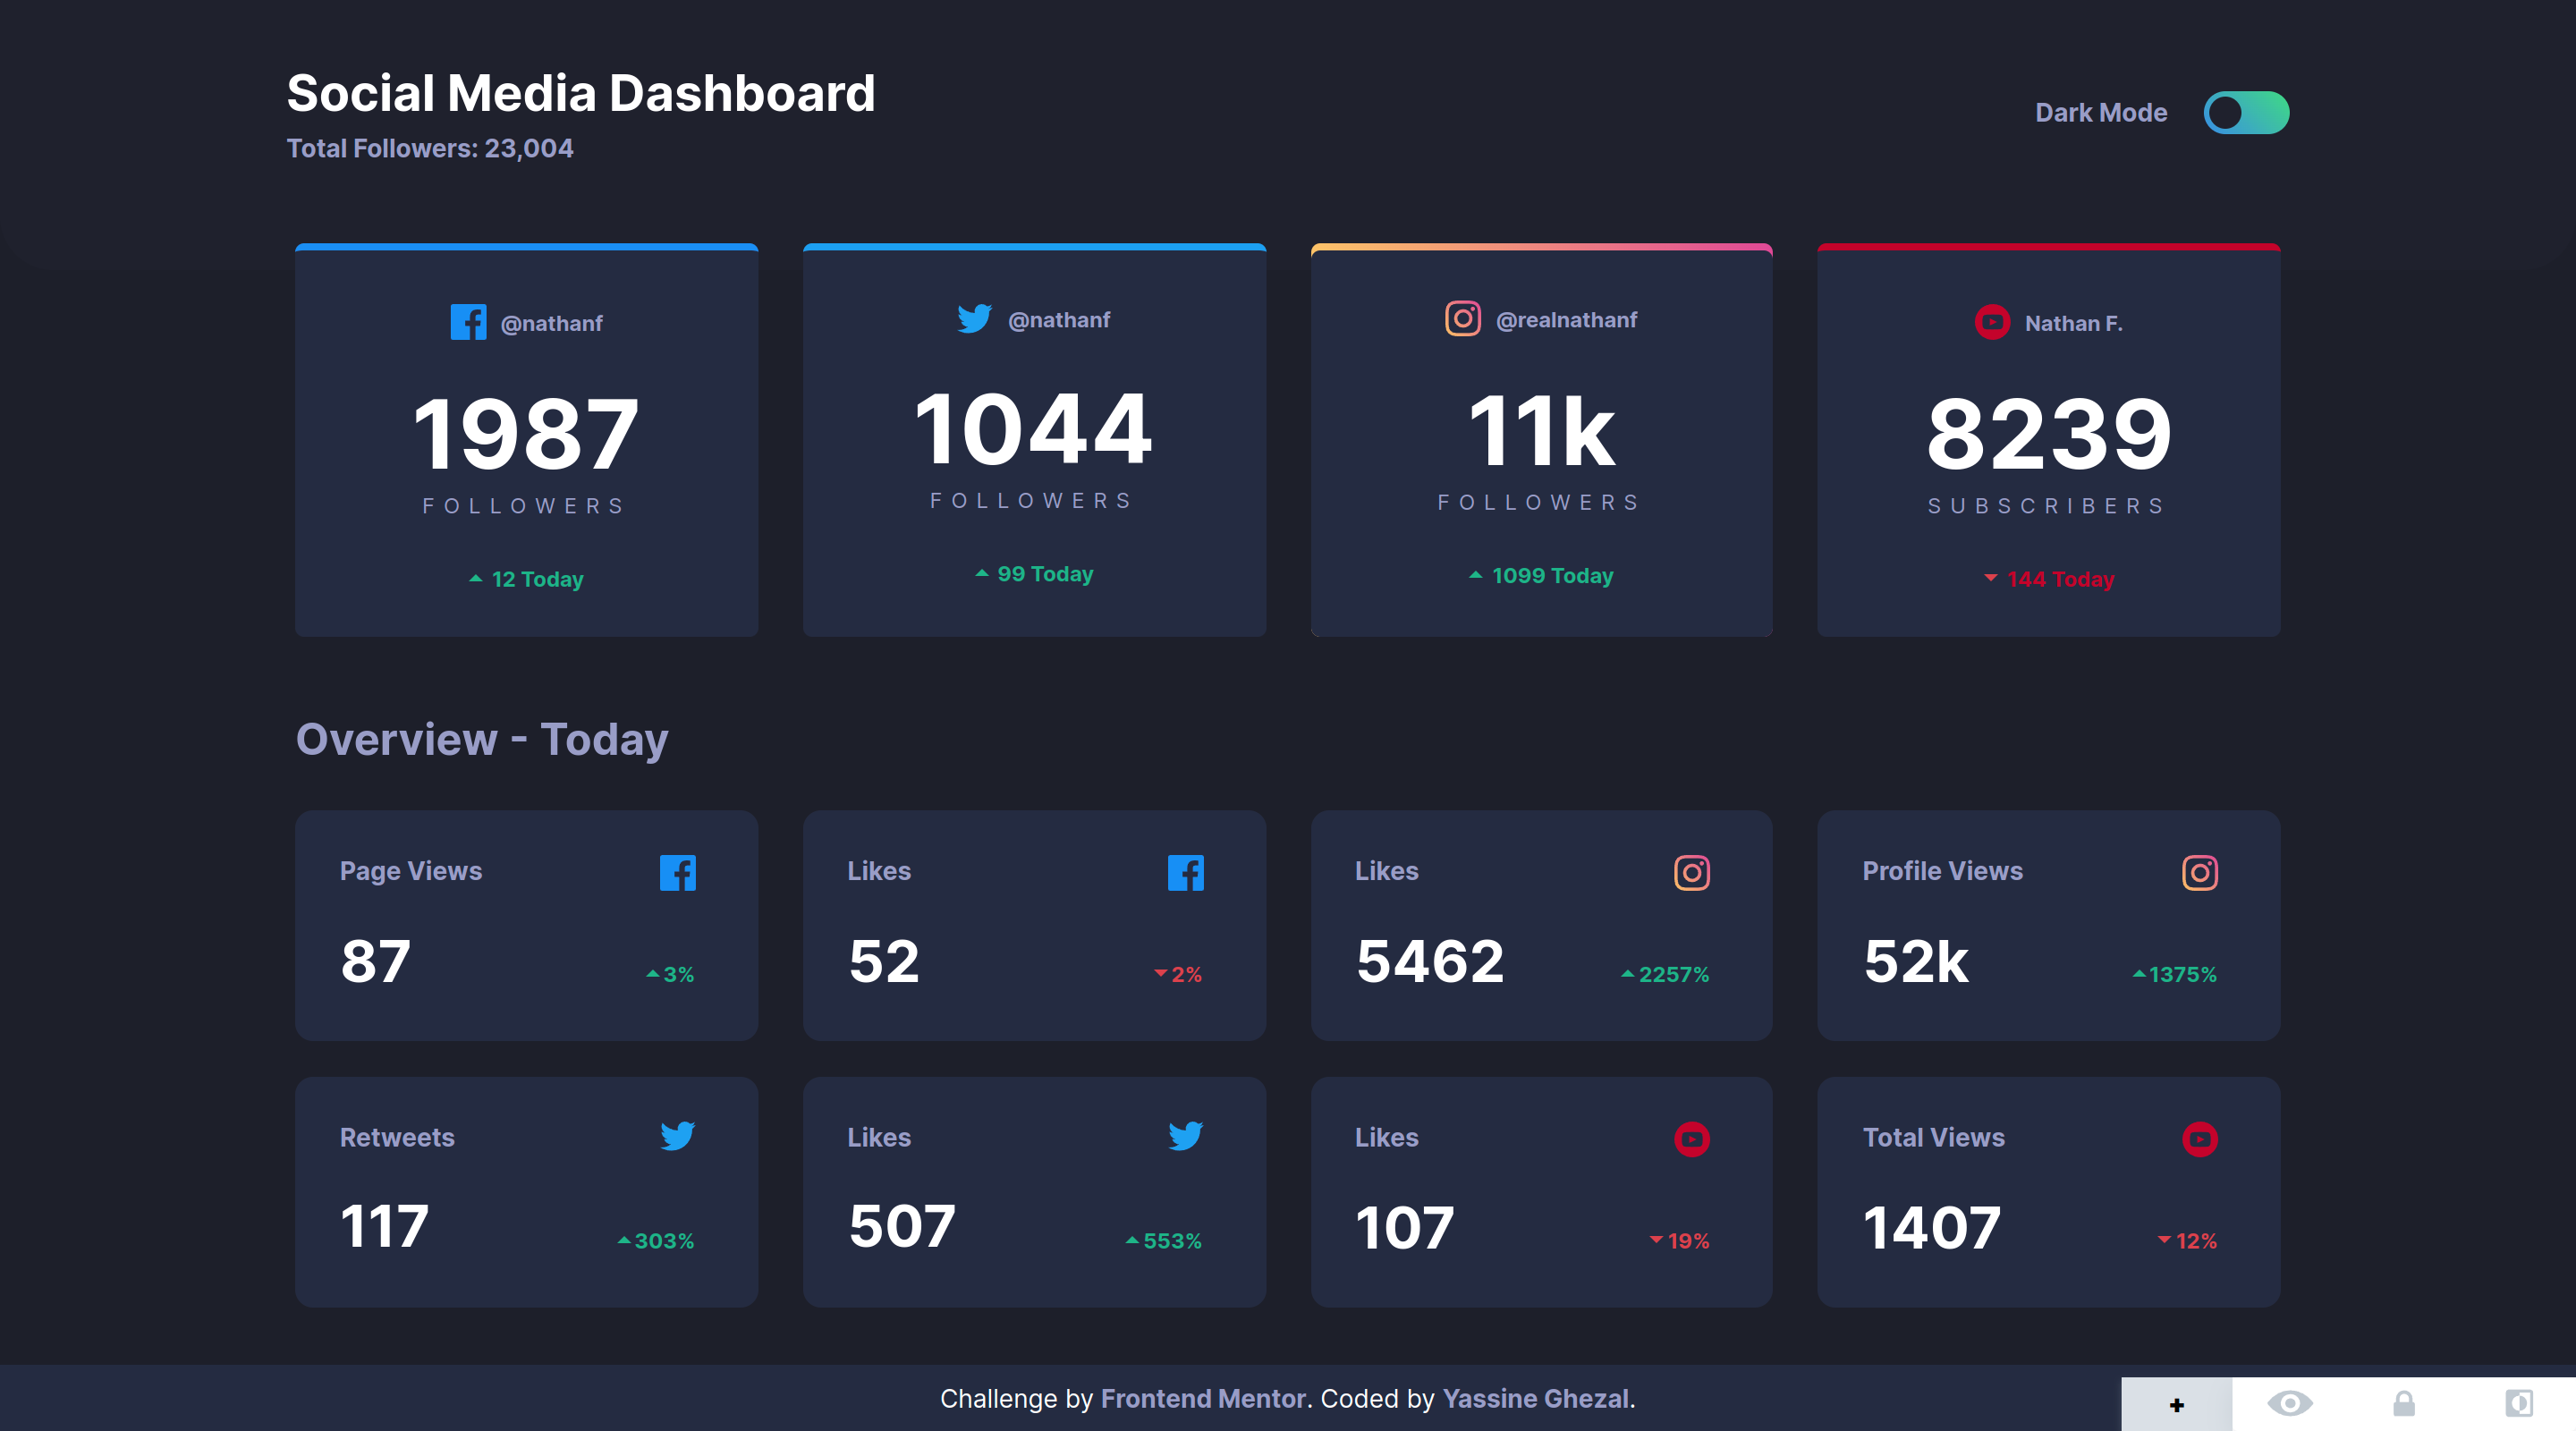 Social Media Dashboard
Total Followers: 23,004
Dark Mode
@nathanf
1987
FOLLOWERS
12 Today
@nathanf
1044
FOLLOWERS
99 Today
@realnathanf
11k
FOLLOWERS
1099 Today
Nathan F.
8239
SUBSCRIBERS
144 Today
Overview - Today
Page Views
87
3%
Likes
52
2%
Likes
5462
2257%
Profile Views
52k
1375%
Retweets
117
303%
Likes
507
553%
Likes
107
19%
Total Views
1407
12%
Challenge by Frontend Mentor. Coded by Yassine Ghezal.
+